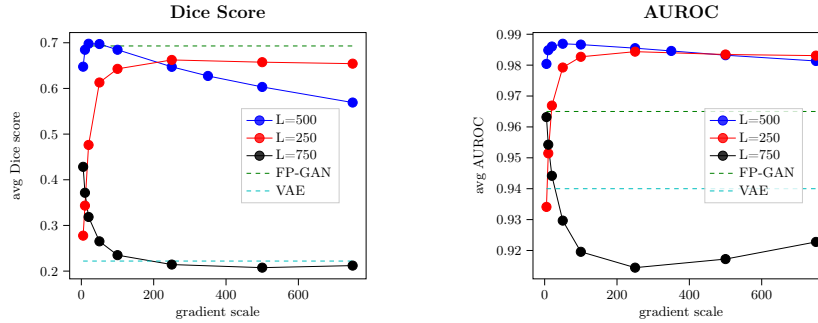 Dice Score
0.7
0.6
0.5
0.4
0.3
0.2
avg Dice score
L=500
L=250
L=750
FP-GAN
VAE
0
200
400
600
gradient scale
AUROC
0.99
0.98
0.97
0.96
0.95
0.94
0.93
0.92
avg AUROC
L=500
L=250
L=750
FP-GAN
VAE
0
200
400
600
gradient scale